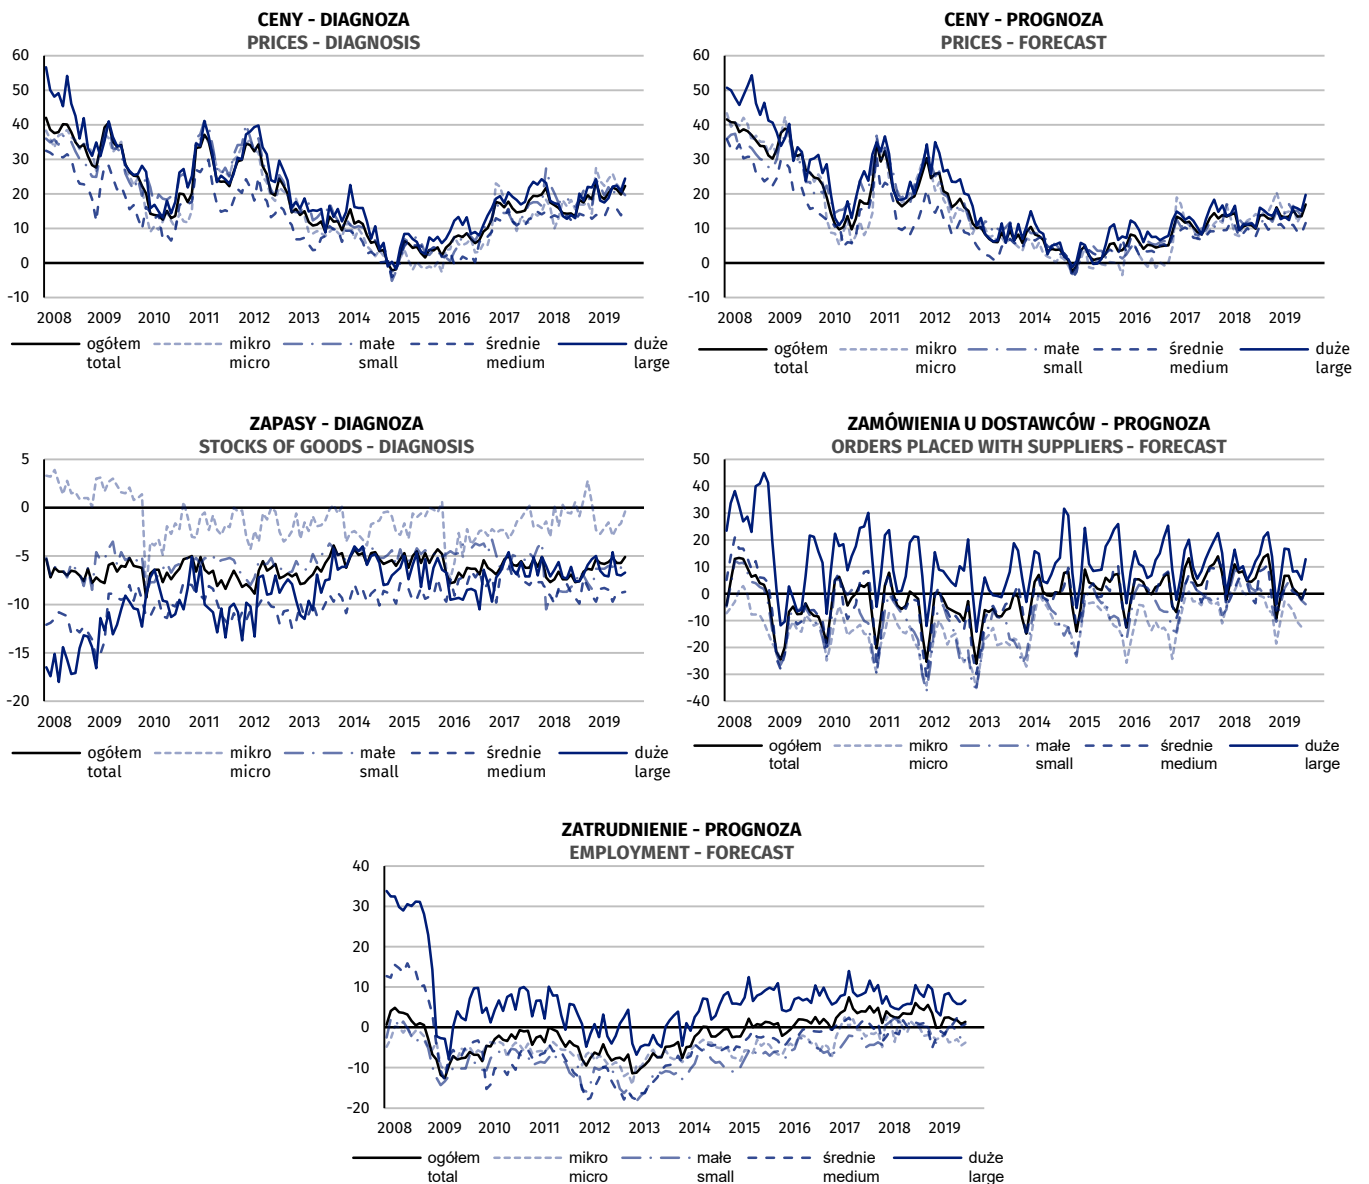 CENY - DIAGNOZA
PRICES - DIAGNOSIS
60
50
40
30
20
10
0
-10
2008 2009 2010 2011 2012 2013 2014 2015 2016 2017 2018 2019
ogółem mikro małe średnie duże
total micro small medium large
CENY - PROGNOZA
PRICES - FORECAST
60
50
40
30
20
10
0
-10
2008 2009 2010 2011 2012 2013 2014 2015 2016 2017 2018 2019
ogółem mikro małe średnie duże
total micro small medium large
ZAPASY - DIAGNOZA
STOCKS OF GOODS - DIAGNOSIS
5
0
-5
-10
-15
-20
2008 2009 2010 2011 2012 2013 2014 2015 2016 2017 2018 2019
ogółem mikro małe średnie duże
total micro small medium large
ZAMÓWIENIA U DOSTAWCÓW - PROGNOZA
ORDERS PLACED WITH SUPPLIERS - FORECAST
50
40
30
20
10
0
-10
-20
-30
-40
2008 2009 2010 2011 2012 2013 2014 2015 2016 2017 2018 2019
ogółem mikro małe średnie duże
total micro small medium large
ZATRUDNIENIE - PROGNOZA
EMPLOYMENT - FORECAST
40
30
20
10
0
-10
-20
2008 2009 2010 2011 2012 2013 2014 2015 2016 2017 2018 2019
ogółem mikro małe średnie duże
total micro small medium large